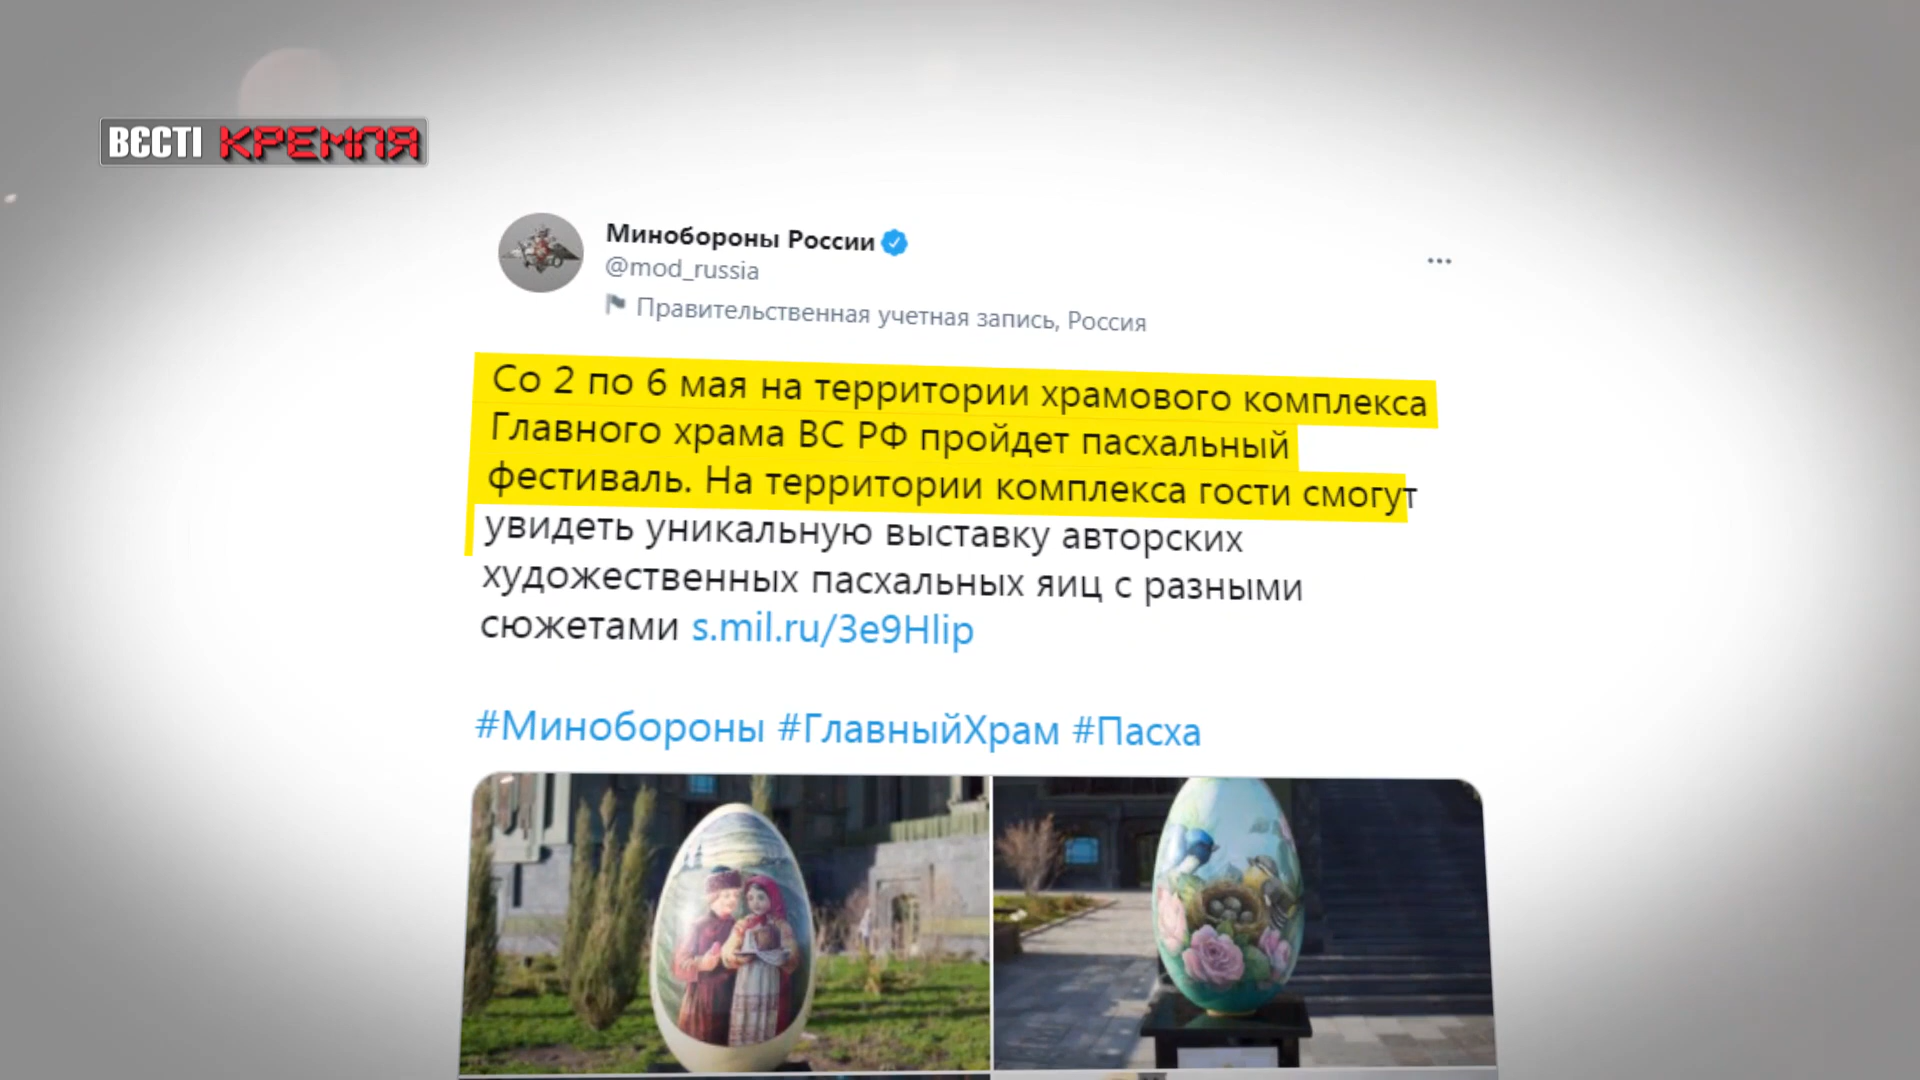 ВЄСТІ КРЕМЛЯ
Минобороны России
@mod_russia
Правительственная учетная запись, Россия
Со 2 по 6 мая на территории храмового комплекса
Главного храма ВС РФ пройдет пасхальный
фестиваль. На территории комплекса гости смогут
увидеть уникальную выставку авторских
художественных пасхальных яиц с разными
сюжетами s.mil.ru/3e9Hlip
#Минобороны #ГлавныйХрам #Пасха